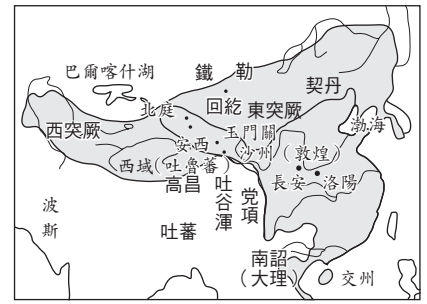 鐵勒
巴爾喀什湖
契丹
北庭
回紇
東突厥
西突厥
玉門關
渤海
安西
沙州(敦煌)
西域(吐魯蕃)
高昌
吐谷渾
党項
長安
洛陽
波斯
吐蕃
南詔
(大理)
交州